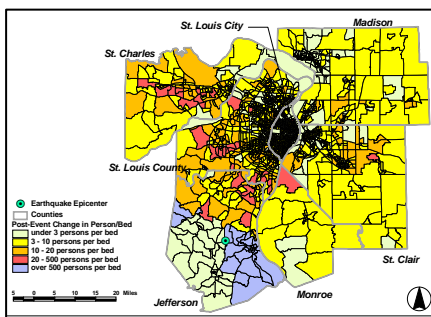 St. Louis City
Madison
St. Charles
St. Louis County
Earthquake Epicenter
Counties
Post-Event Change in Person/Bed
under 3 persons per bed
3 - 10 persons per bed
10 - 20 persons per bed
20 - 500 persons per bed
over 500 persons per bed
5 0 5 10 15 20 Miles
St. Clair
Monroe
Jefferson